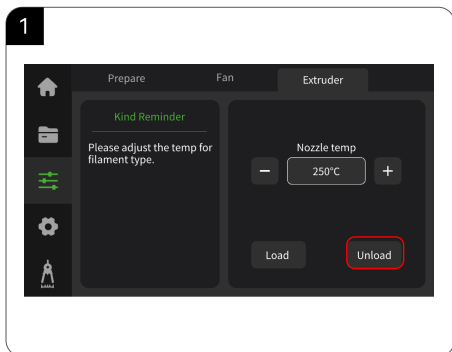 1
Prepare Fan Extruder
Kind Reminder
Please adjust the temp for
filament type.
Nozzle temp
− 250°C +
Load Unload